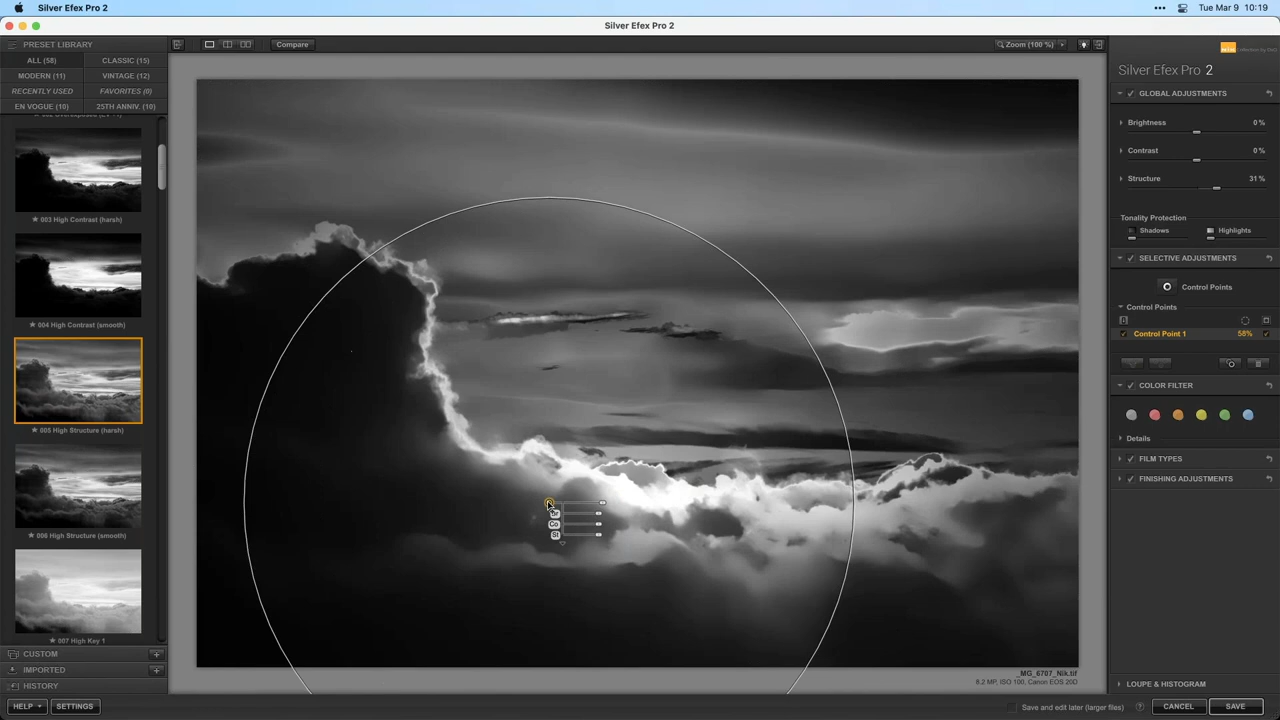 Silver Efex Pro 2
Tue Mar 9 10:19
Silver Efex Pro 2
PRESET LIBRARY
Compare
Zoom (100 %)
ALL (58)
CLASSIC (15)
MODERN (11)
VINTAGE (12)
RECENTLY USED
FAVORITES (0)
EN VOGUE (10)
25TH ANNIV. (10)
003 High Contrast (harsh)
004 High Contrast (smooth)
005 High Structure (harsh)
006 High Structure (smooth)
007 High Key 1
CUSTOM
IMPORTED
HISTORY
HELP
SETTINGS
Co
St
_MG_6707_Nik.tif
8.2 MP, ISO 100, Canon EOS 20D
Collection by DxO
Silver Efex Pro 2
GLOBAL ADJUSTMENTS
Brightness 0 %
Contrast 0 %
Structure 31 %
Tonality Protection
Shadows
Highlights
SELECTIVE ADJUSTMENTS
Control Points
Control Points
Control Point 1 58%
COLOR FILTER
Details
FILM TYPES
FINISHING ADJUSTMENTS
LOUPE & HISTOGRAM
Save and edit later (larger files)
CANCEL
SAVE